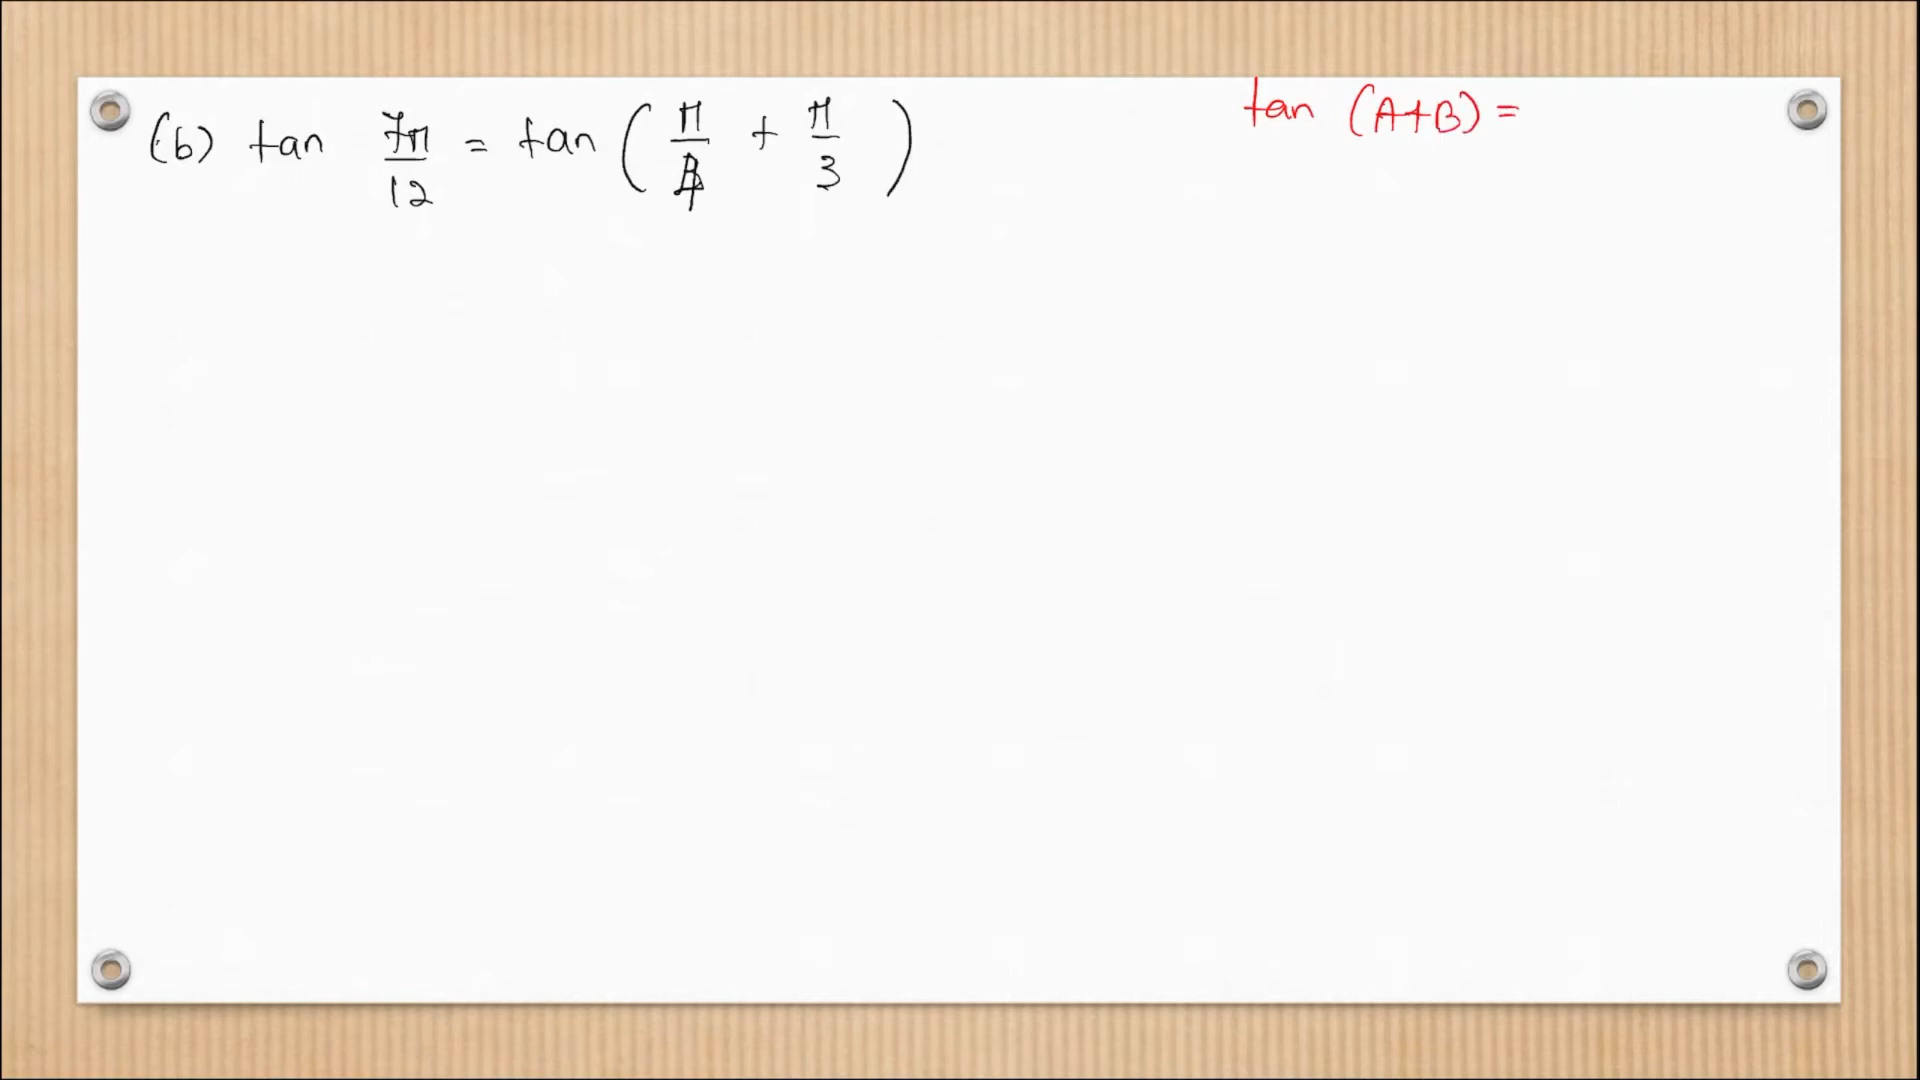 (b) tan 7π/12 = tan (π/4 + π/3)
tan (A+B) =